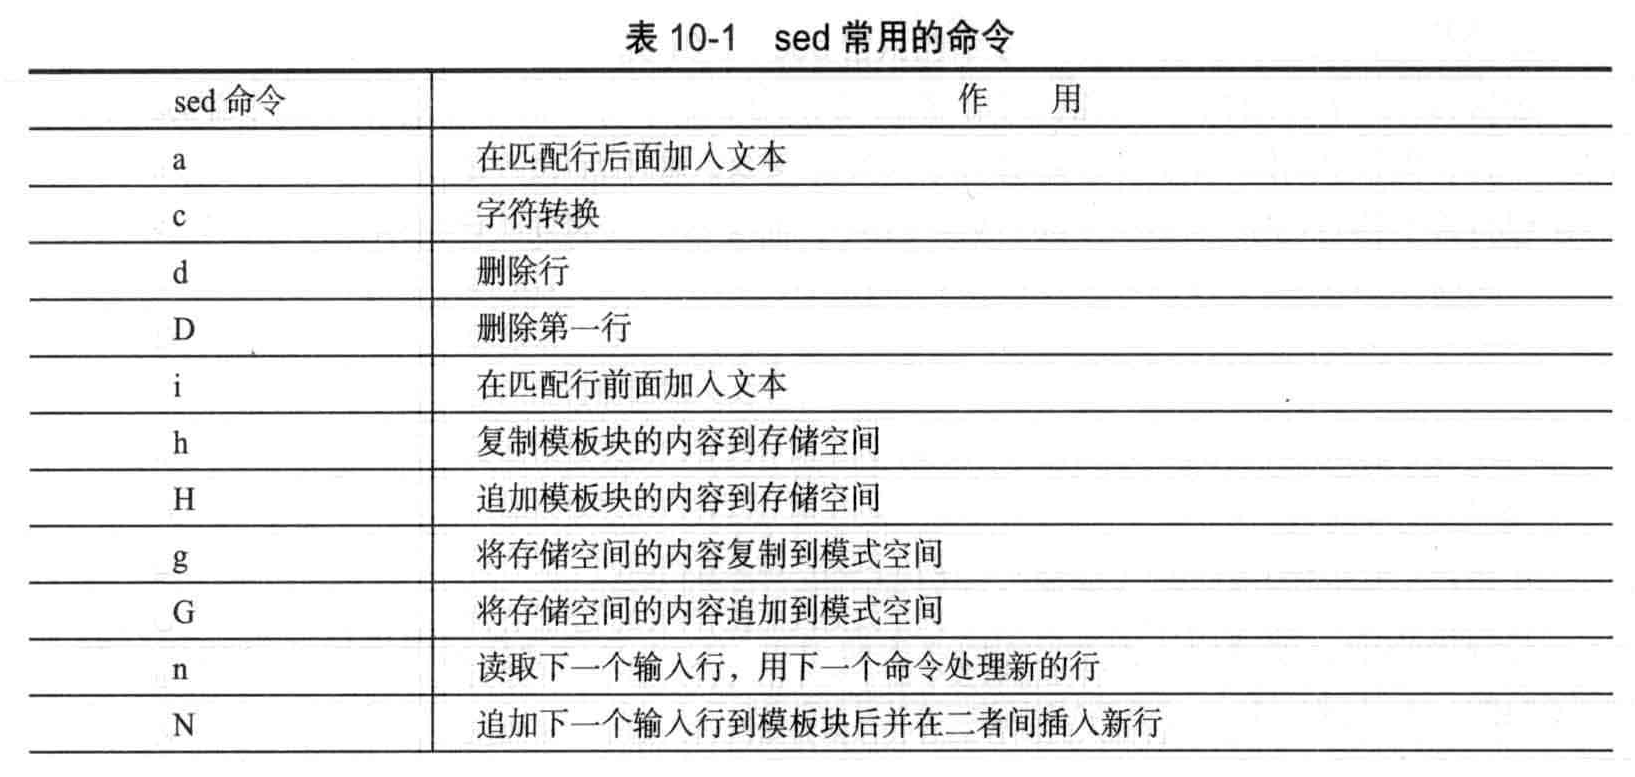 表 10-1 sed 常用的命令
sed 命令 作 用
a 在匹配行后面加入文本
c 字符转换
d 删除行
D 删除第一行
i 在匹配行前面加入文本
h 复制模板块的内容到存储空间
H 追加模板块的内容到存储空间
g 将存储空间的内容复制到模式空间
G 将存储空间的内容追加到模式空间
n 读取下一个输入行，用下一个命令处理新的行
N 追加下一个输入行到模板块后并在二者间插入新行